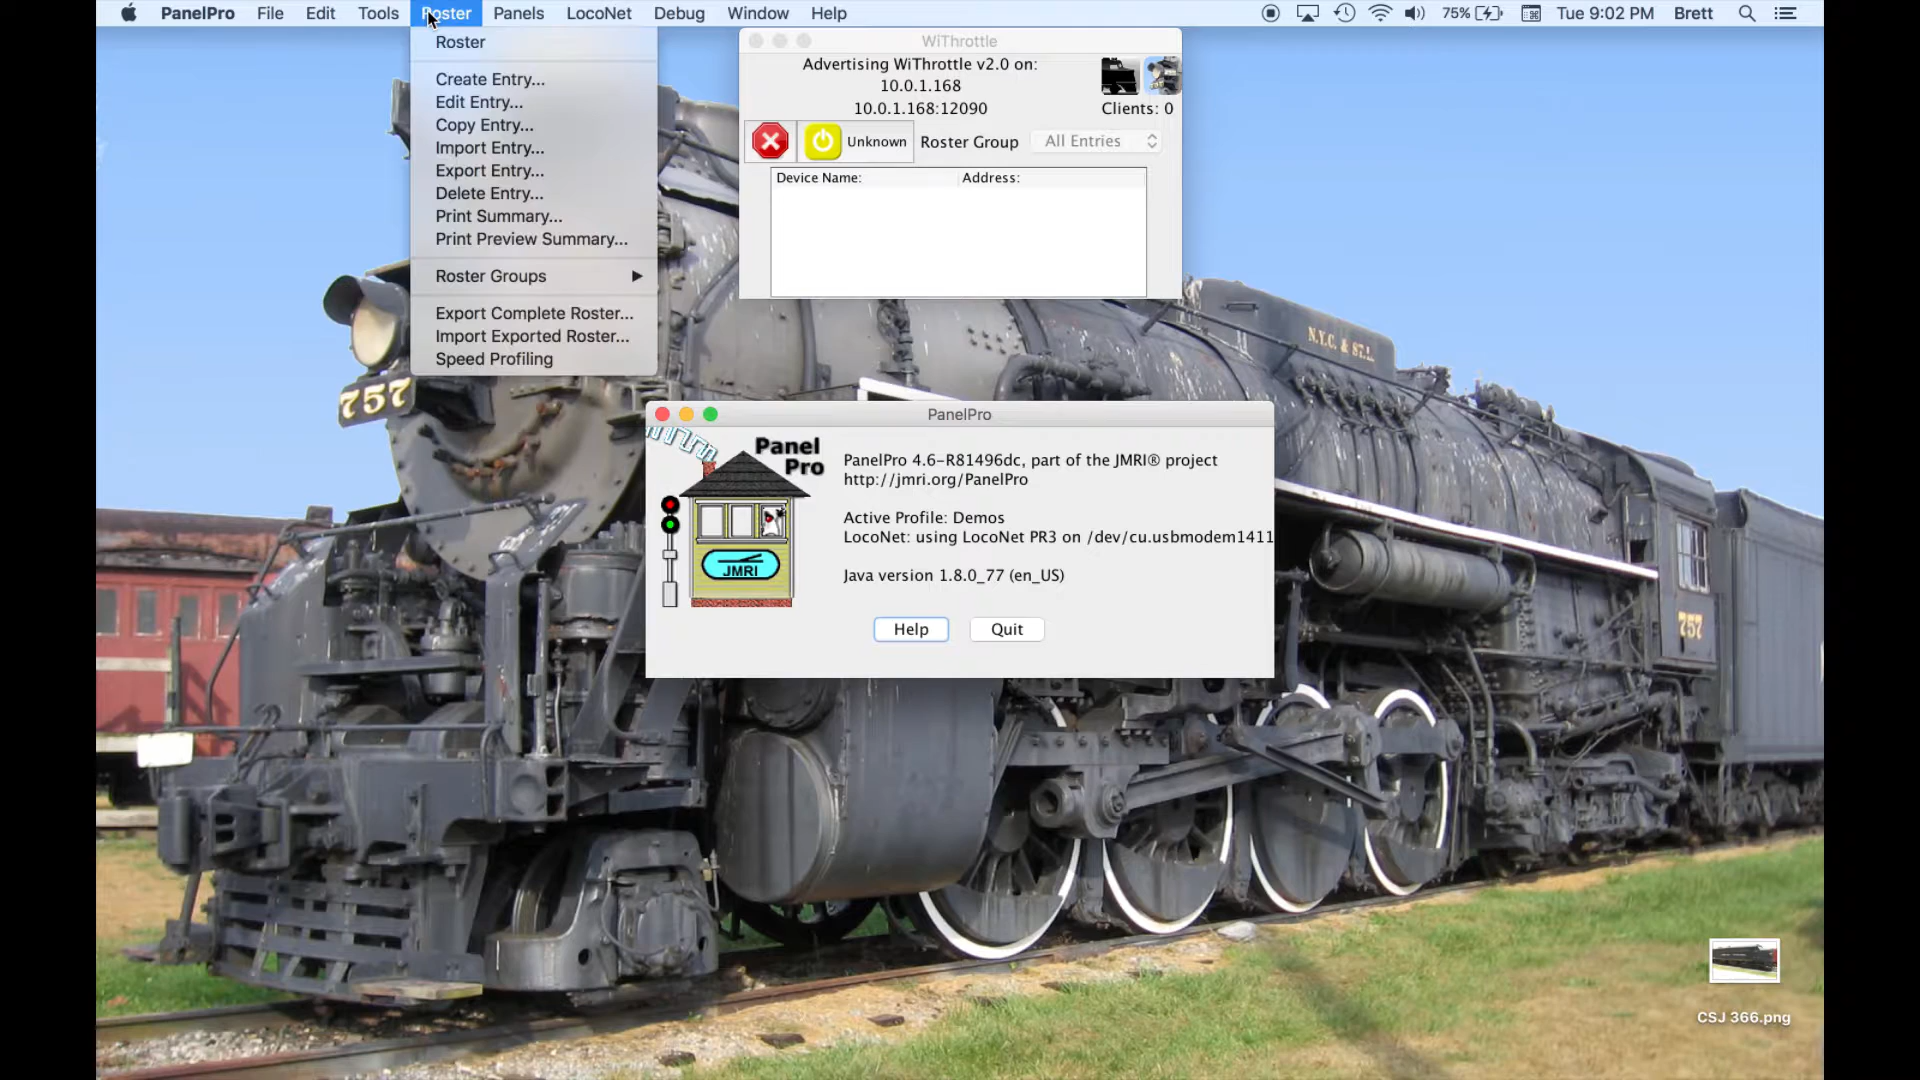 PanelPro File Edit Tools Roster Panels LocoNet Debug Window Help
75% Tue 9:02 PM Brett
Roster
Create Entry...
Edit Entry...
Copy Entry...
Import Entry...
Export Entry...
Delete Entry...
Print Summary...
Print Preview Summary...
Roster Groups
Export Complete Roster...
Import Exported Roster...
Speed Profiling
WiThrottle
Advertising WiThrottle v2.0 on:
10.0.1.168
10.0.1.168:12090
Clients: 0
Unknown Roster Group All Entries
Device Name: Address:
N.Y.C. & ST.L.
757
PanelPro
Panel
Pro
JMRI
PanelPro 4.6-R81496dc, part of the JMRI® project
http://jmri.org/PanelPro
Active Profile: Demos
LocoNet: using LocoNet PR3 on /dev/cu.usbmodem1411
Java version 1.8.0_77 (en_US)
Help Quit
757
CSJ 366.png